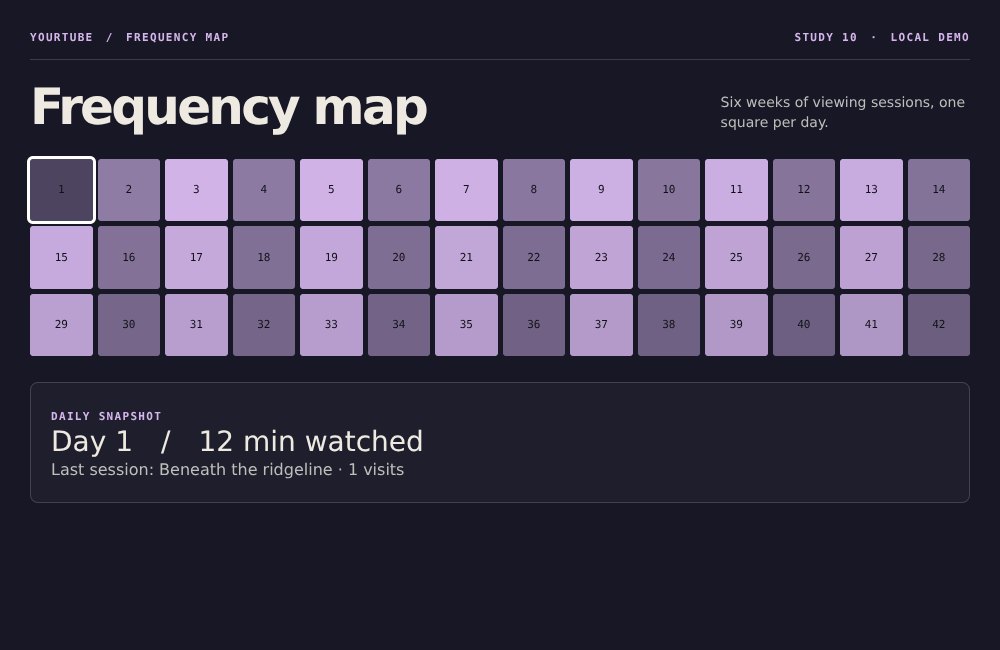 YOURTUBE / FREQUENCY MAP
STUDY 10 · LOCAL DEMO
Frequency map
Six weeks of viewing sessions, one
square per day.
1 2 3 4 5 6 7 8 9 10 11 12 13 14
15 16 17 18 19 20 21 22 23 24 25 26 27 28
29 30 31 32 33 34 35 36 37 38 39 40 41 42
DAILY SNAPSHOT
Day 1 / 12 min watched
Last session: Beneath the ridgeline · 1 visits